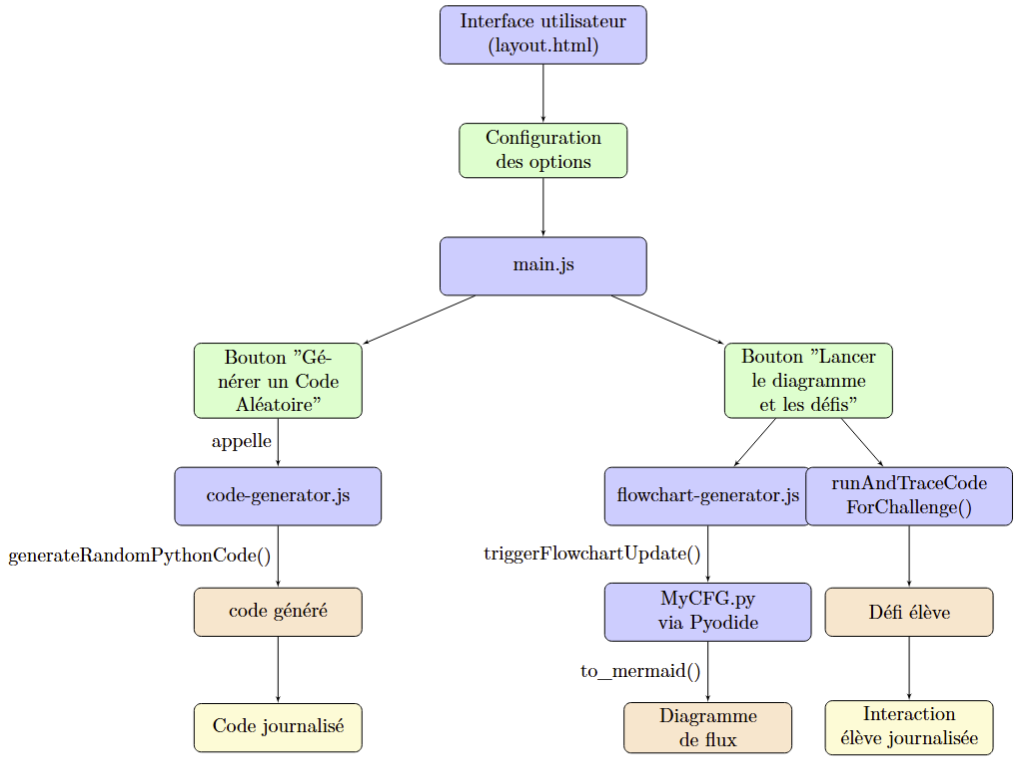 Interface utilisateur
(layout.html)
Configuration
des options
main.js
Bouton ”Gé-
nérer un Code
Aléatoire”
Bouton ”Lancer
le diagramme
et les défis”
appelle
code-generator.js
flowchart-generator.js
runAndTraceCode
ForChallenge()
generateRandomPythonCode()
triggerFlowchartUpdate()
code généré
MyCFG.py
via Pyodide
Défi élève
to_mermaid()
Code journalisé
Diagramme
de flux
Interaction
élève journalisée